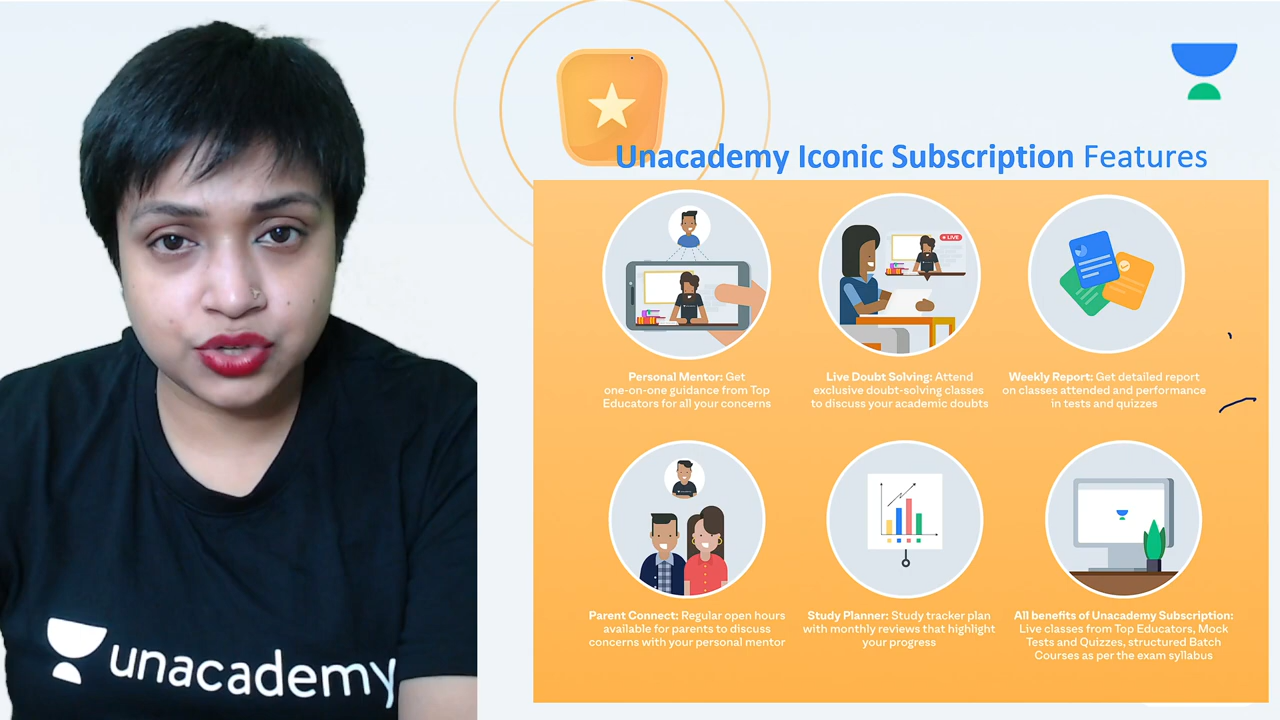 Unacademy Iconic Subscription Features
LIVE
Personal Mentor: Get
one-on-one guidance from Top
Educators for all your concerns
Live Doubt Solving: Attend
exclusive doubt-solving classes
to discuss your academic doubts
Weekly Report: Get detailed report
on classes attended and performance
in tests and quizzes
Parent Connect: Regular open hours
available for parents to discuss
concerns with your personal mentor
Study Planner: Study tracker plan
with monthly reviews that highlight
your progress
All benefits of Unacademy Subscription:
Live classes from Top Educators, Mock
Tests and Quizzes, structured Batch
Courses as per the exam syllabus
unacademy